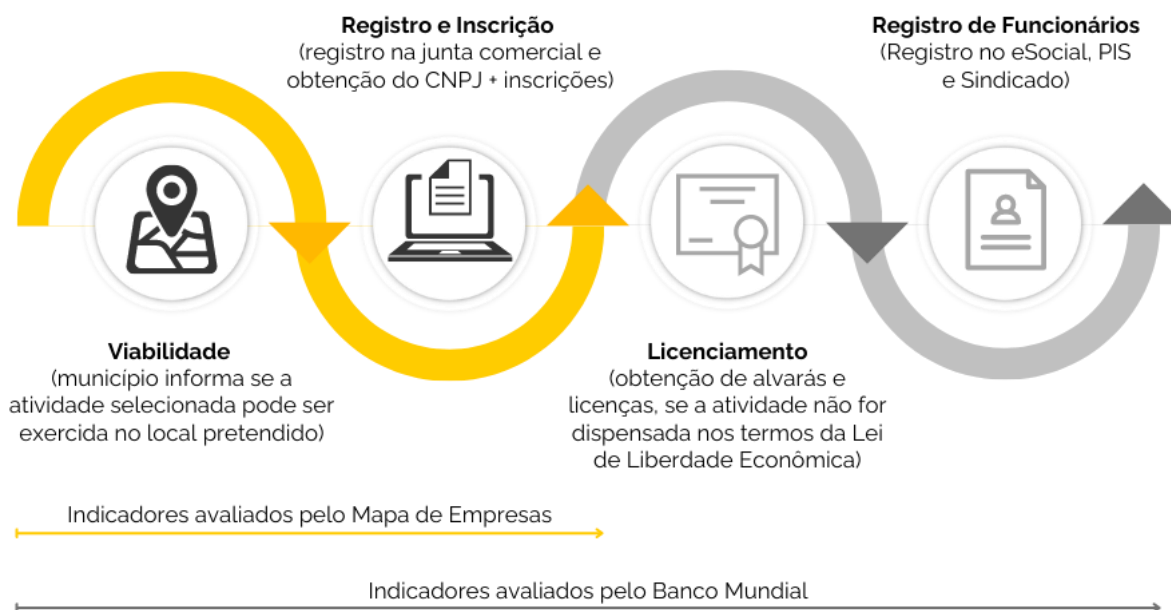 Registro e Inscrição
(registro na junta comercial e
obtenção do CNPJ + inscrições)
Registro de Funcionários
(Registro no eSocial, PIS
e Sindicado)
Viabilidade
(município informa se a
atividade selecionada pode ser
exercida no local pretendido)
Licenciamento
(obtenção de alvarás e
licenças, se a atividade não for
dispensada nos termos da Lei
de Liberdade Econômica)
Indicadores avaliados pelo Mapa de Empresas
Indicadores avaliados pelo Banco Mundial